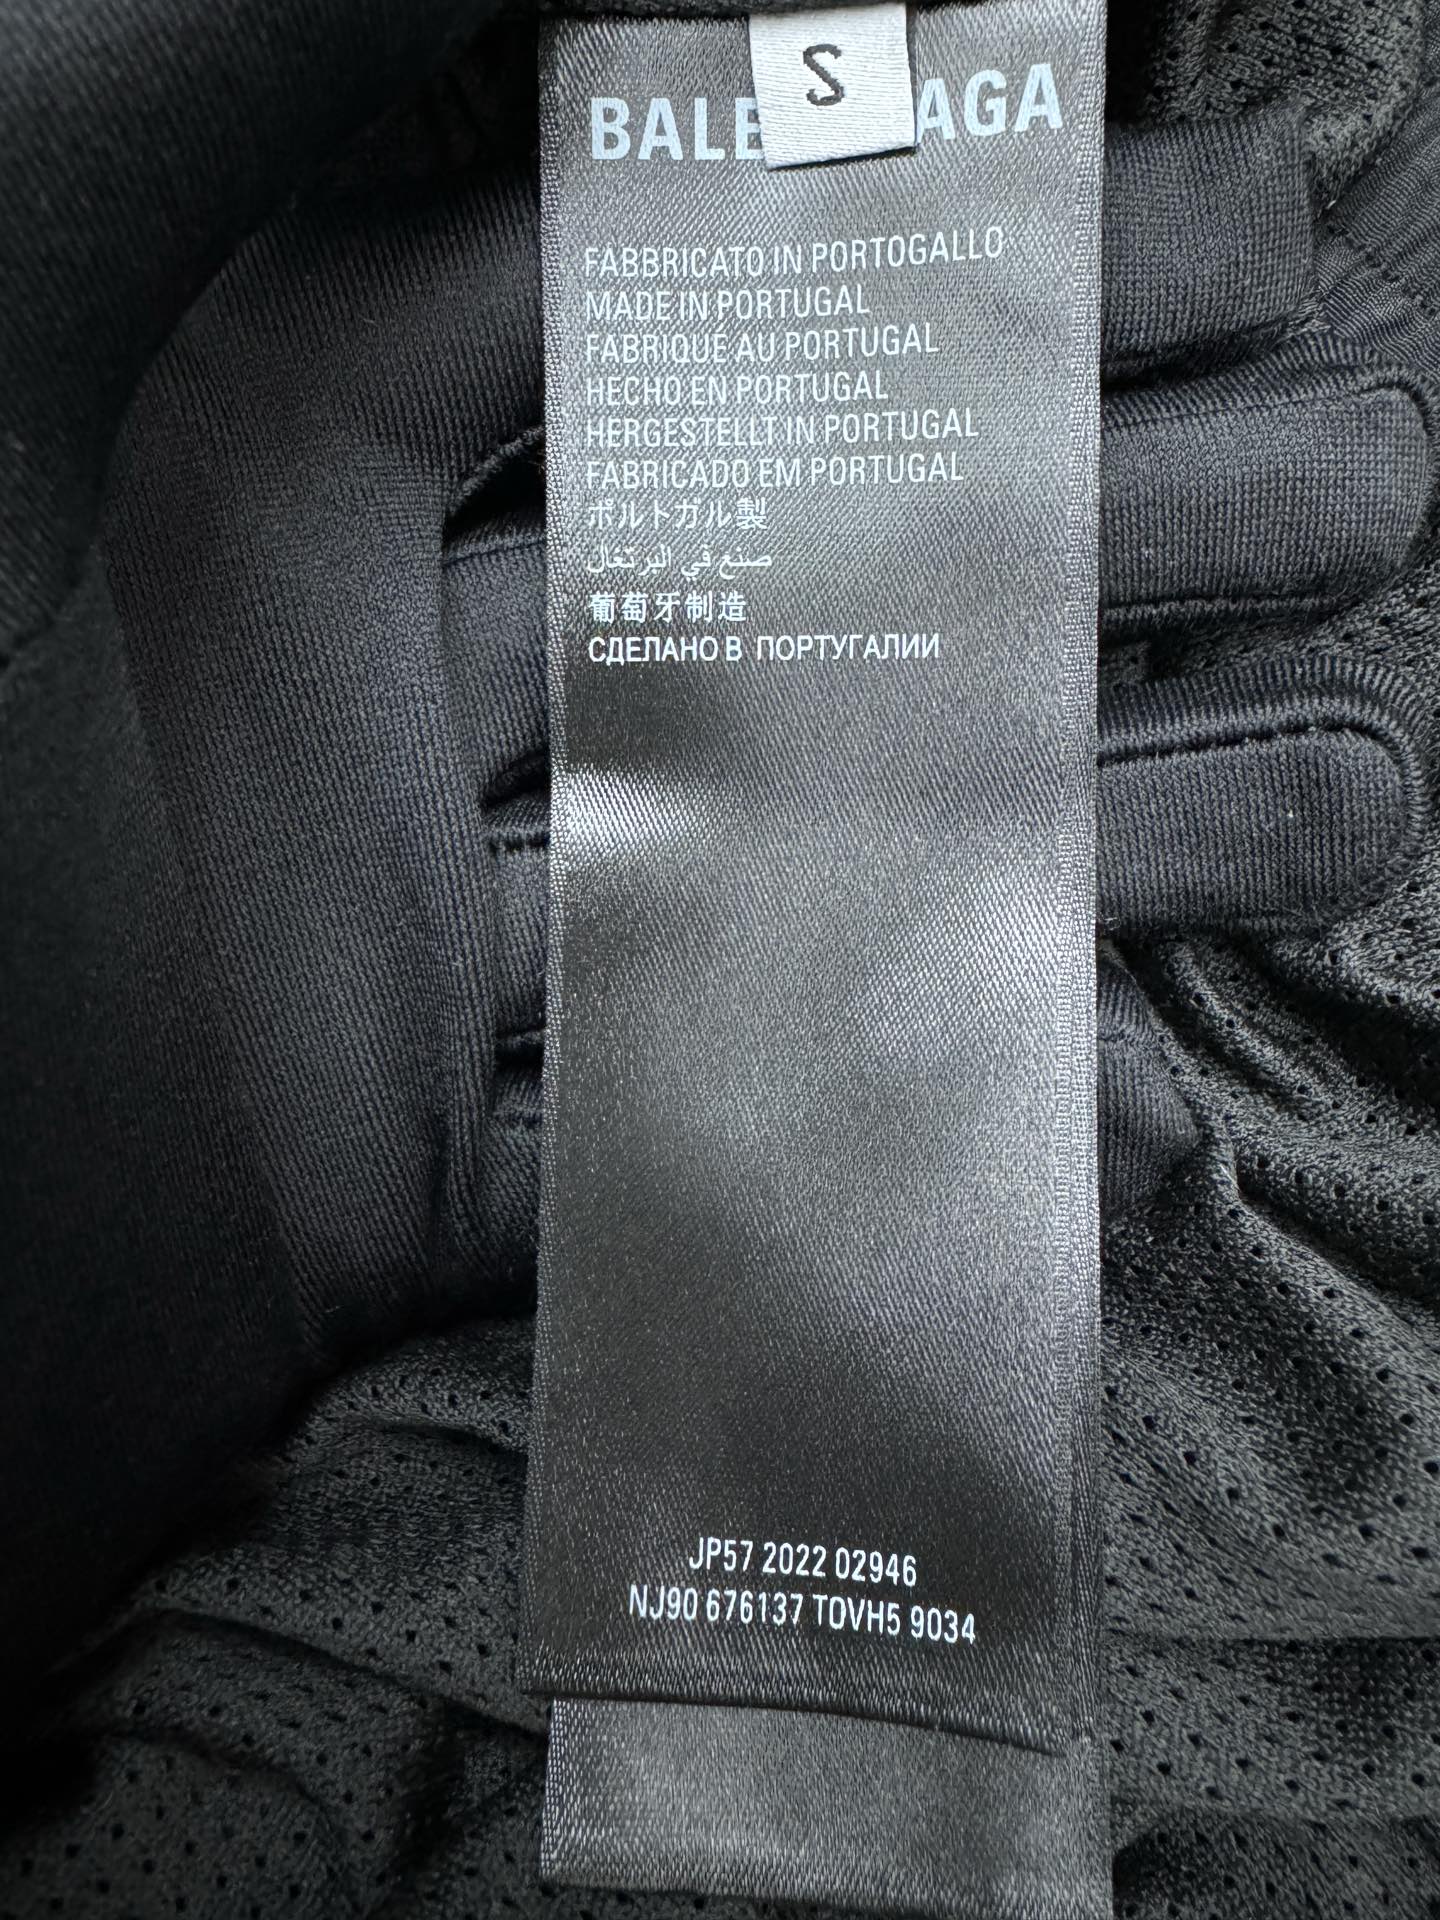 S
BALE AGA
FABBRICATO IN PORTOGALLO
MADE IN PORTUGAL
FABRIQUÉ AU PORTUGAL
HECHO EN PORTUGAL
HERGESTELLT IN PORTUGAL
FABRICADO EM PORTUGAL
ポルトガル製
صنع في البرتغال
葡萄牙制造
СДЕЛАНО В ПОРТУГАЛИИ
JP57 2022 02946
NJ90 676137 TOVH5 9034